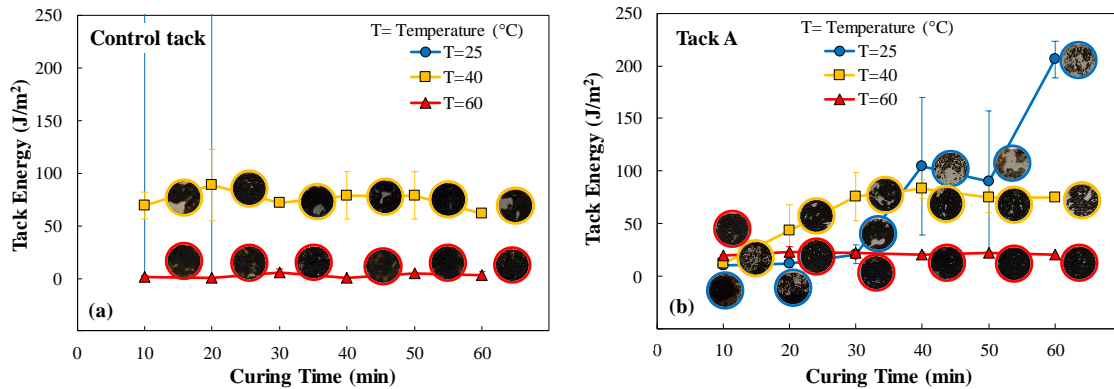 Control tack
T= Temperature (°C)
T=25
T=40
T=60
250
200
150
100
50
0
Tack Energy (J/m²)
(a)
0 10 20 30 40 50 60
Curing Time (min)
Tack A
T= Temperature (°C)
T=25
T=40
T=60
250
200
150
100
50
0
Tack Energy (J/m²)
(b)
0 10 20 30 40 50 60
Curing Time (min)